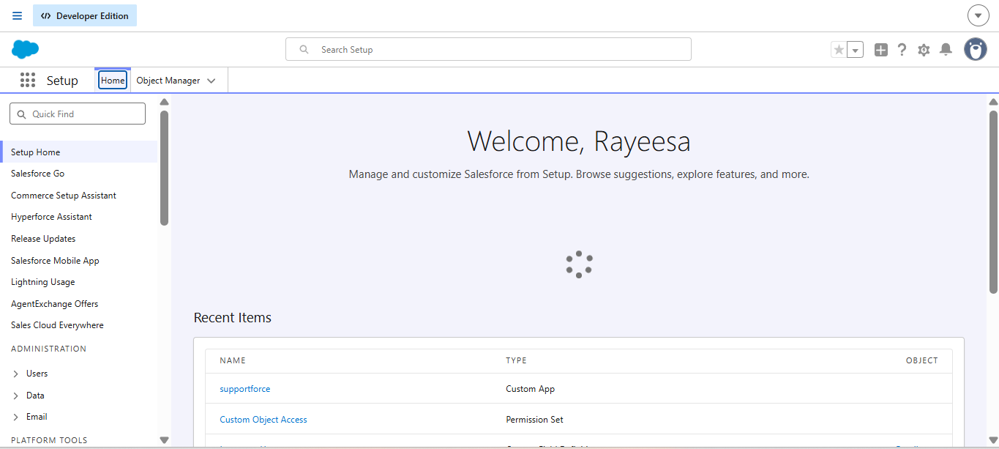 Developer Edition
Search Setup
Setup
Home
Object Manager
Quick Find
Setup Home
Salesforce Go
Commerce Setup Assistant
Hyperforce Assistant
Release Updates
Salesforce Mobile App
Lightning Usage
AgentExchange Offers
Sales Cloud Everywhere
ADMINISTRATION
Users
Data
Email
PLATFORM TOOLS
Welcome, Rayeesa
Manage and customize Salesforce from Setup. Browse suggestions, explore features, and more.
Recent Items
NAME TYPE OBJECT
supportforce Custom App
Custom Object Access Permission Set